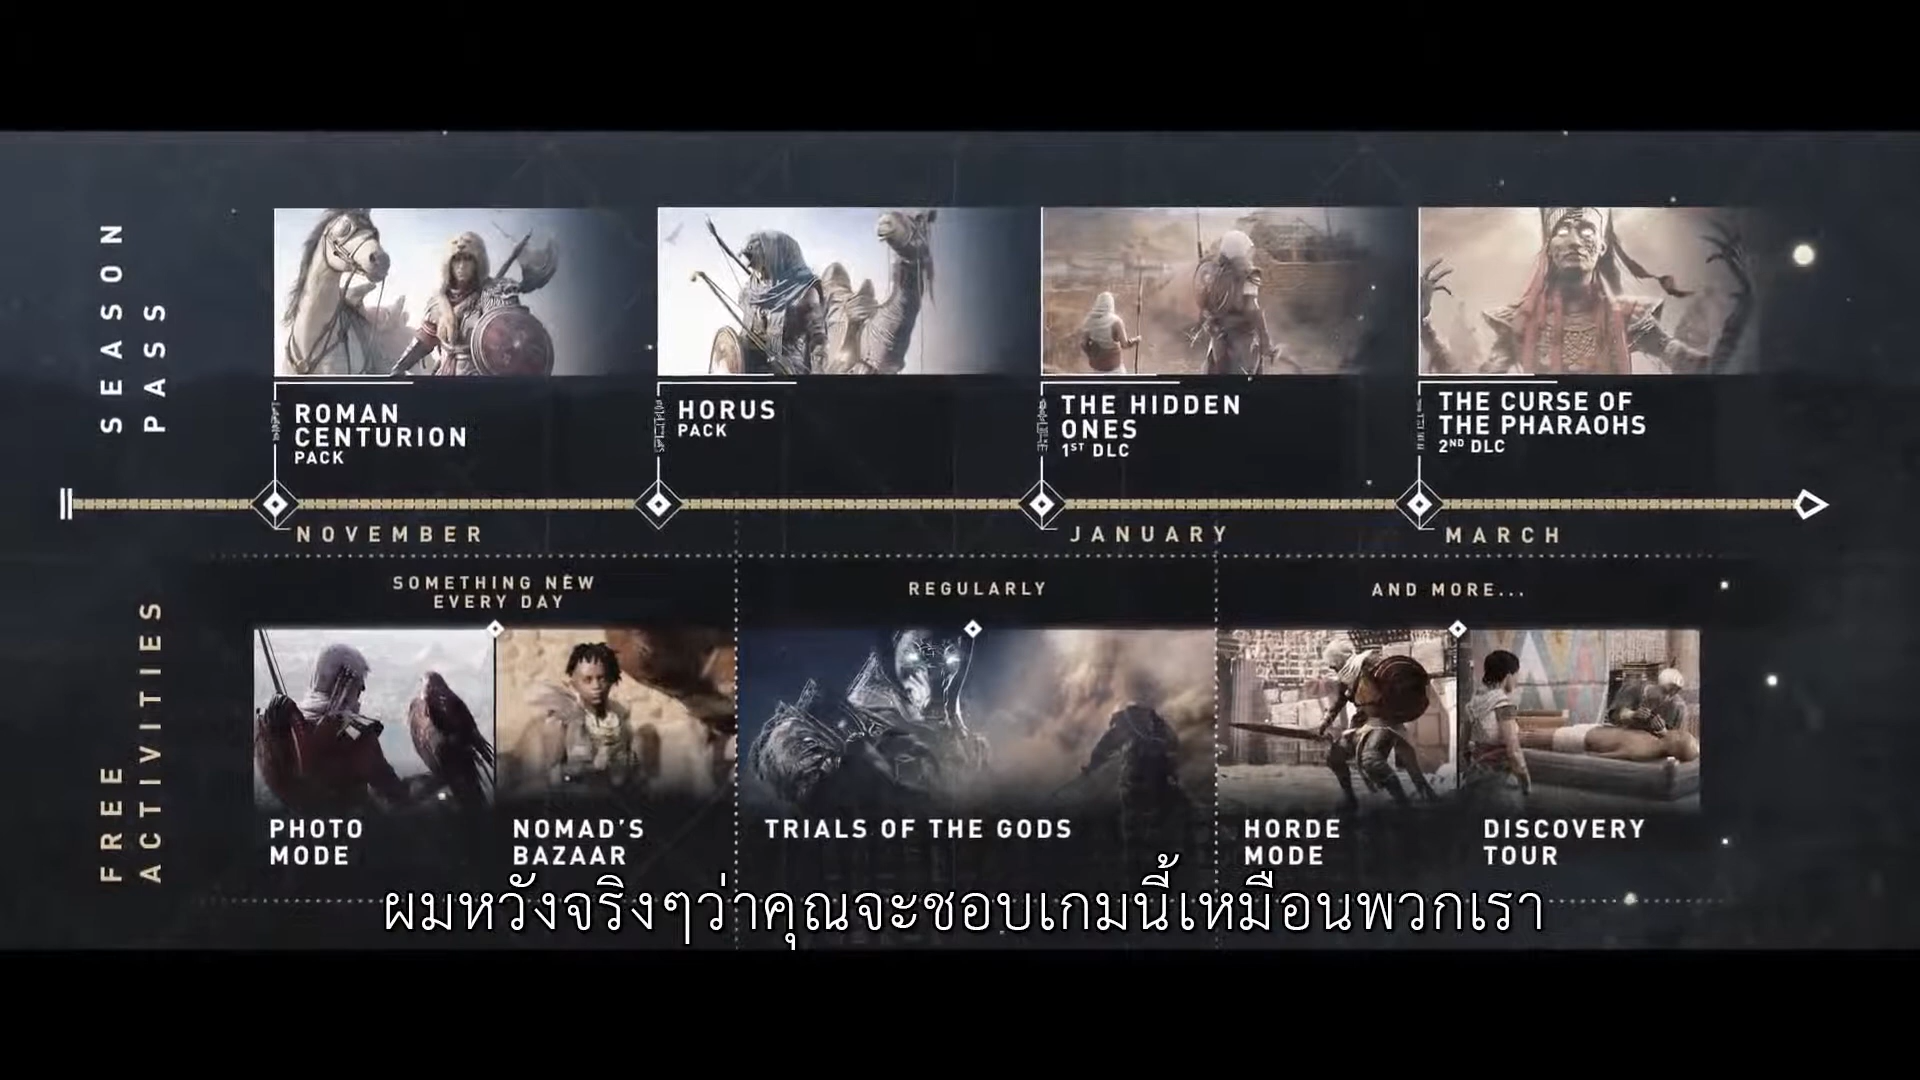 SEASON
PASS
ROMAN
CENTURION
PACK
HORUS
PACK
THE HIDDEN
ONES
1ST DLC
THE CURSE OF
THE PHARAOHS
2ND DLC
NOVEMBER
JANUARY
MARCH
FREE
ACTIVITIES
SOMETHING NEW
EVERY DAY
REGULARLY
AND MORE...
PHOTO
MODE
NOMAD'S
BAZAAR
TRIALS OF THE GODS
HORDE
MODE
DISCOVERY
TOUR
ผมหวังจริงๆว่าคุณจะชอบเกมนี้เหมือนพวกเรา